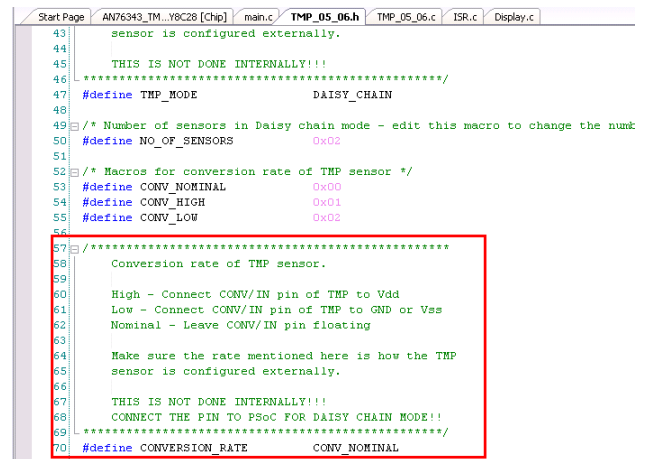 Start Page AN76343_TM...Y8C28 [Chip] main.c TMP_05_06.h TMP_05_06.c ISR.c Display.c
43 sensor is configured externally.
44
45 THIS IS NOT DONE INTERNALLY!!!
46 **************************************************/
47 #define TMP_MODE DAISY_CHAIN
48
49 /* Number of sensors in Daisy chain mode - edit this macro to change the numb
50 #define NO_OF_SENSORS 0x02
51
52 /* Macros for conversion rate of TMP sensor */
53 #define CONV_NOMINAL 0x00
54 #define CONV_HIGH 0x01
55 #define CONV_LOW 0x02
56
57 /**************************************************
58 Conversion rate of TMP sensor.
59
60 High - Connect CONV/IN pin of TMP to Vdd
61 Low - Connect CONV/IN pin of TMP to GND or Vss
62 Nominal - Leave CONV/IN pin floating
63
64 Make sure the rate mentioned here is how the TMP
65 sensor is configured externally.
66
67 THIS IS NOT DONE INTERNALLY!!!
68 CONNECT THE PIN TO PSoC FOR DAISY CHAIN MODE!!
69 **************************************************/
70 #define CONVERSION_RATE CONV_NOMINAL